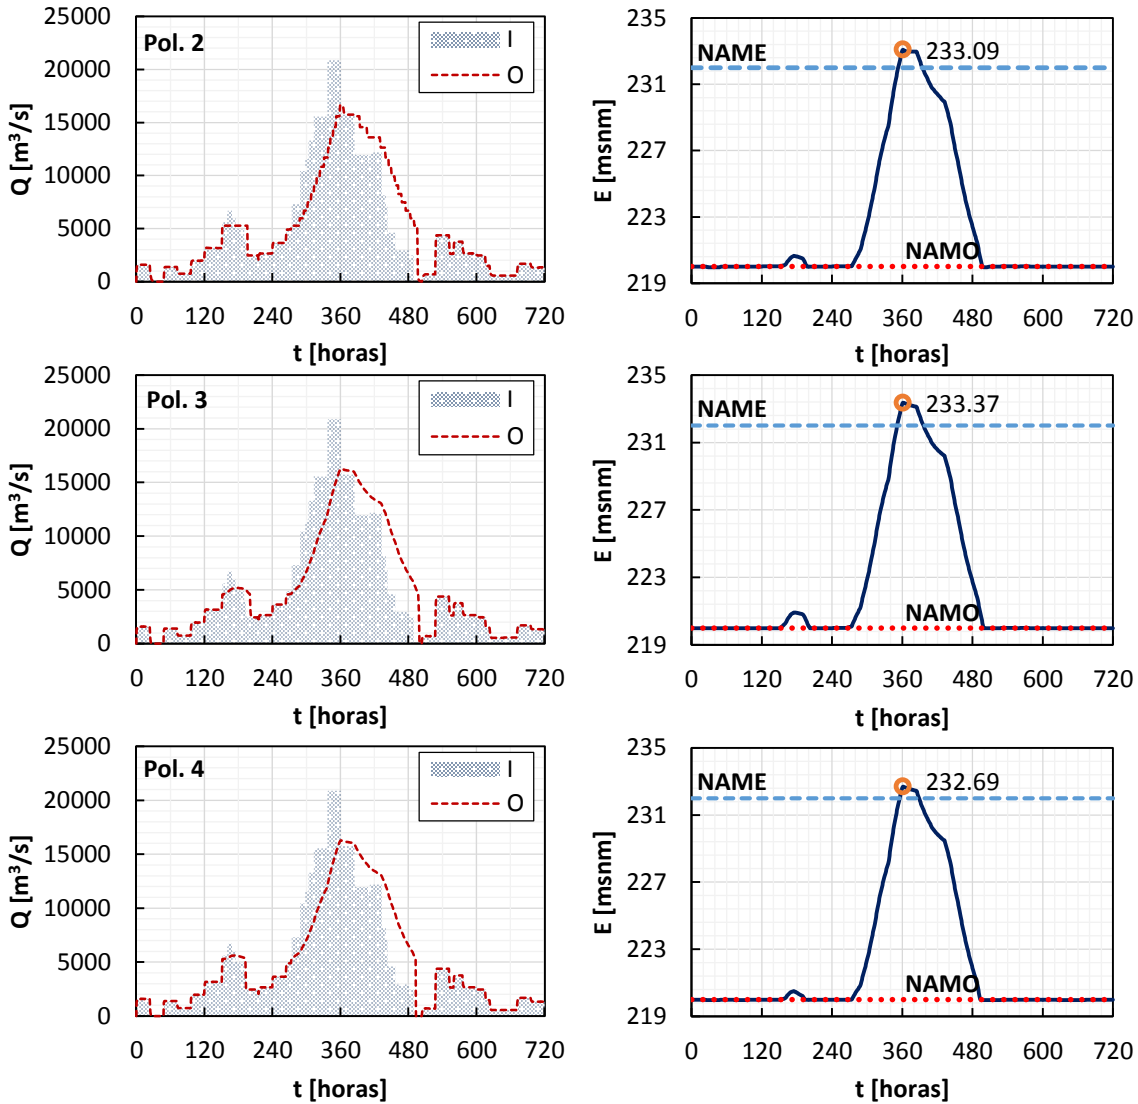 25000
20000
15000
10000
5000
0
Q [m³/s]
Pol. 2
I
O
0 120 240 360 480 600 720
t [horas]
235
231
227
223
219
E [msnm]
NAME
233.09
NAMO
0 120 240 360 480 600 720
t [horas]
25000
20000
15000
10000
5000
0
Q [m³/s]
Pol. 3
I
O
0 120 240 360 480 600 720
t [horas]
235
231
227
223
219
E [msnm]
NAME
233.37
NAMO
0 120 240 360 480 600 720
t [horas]
25000
20000
15000
10000
5000
0
Q [m³/s]
Pol. 4
I
O
0 120 240 360 480 600 720
t [horas]
235
231
227
223
219
E [msnm]
NAME
232.69
NAMO
0 120 240 360 480 600 720
t [horas]